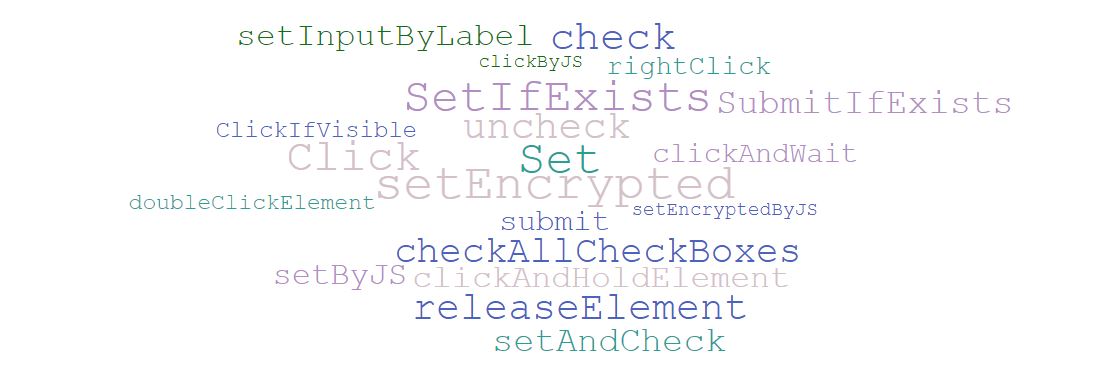 setInputByLabel check
clickByJS rightClick
SetIfExists SubmitIfExists
ClickIfVisible uncheck
Click Set clickAndWait
setEncrypted
doubleClickElement setEncryptedByJS
submit
checkAllCheckBoxes
setByJS clickAndHoldElement
releaseElement
setAndCheck